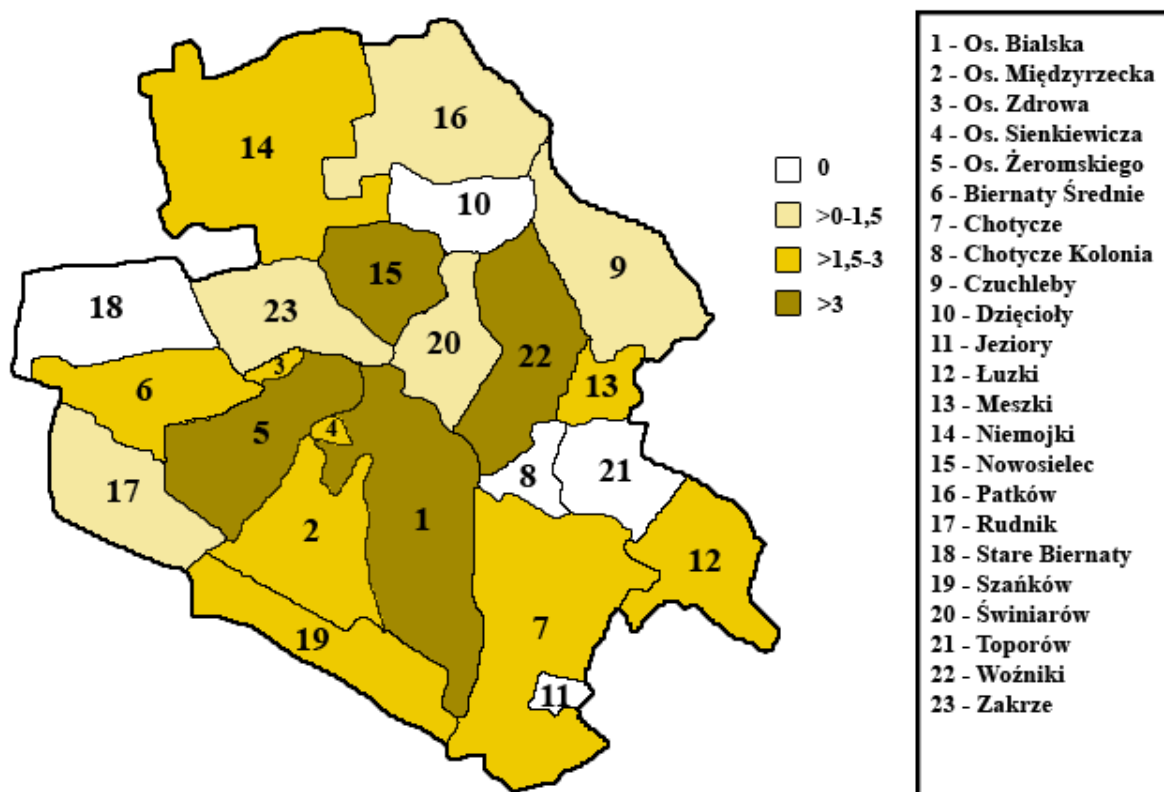 16
14
10
15
9
18
23
20
22
3
13
6
5
4
8
21
17
2
1
12
7
19
11
0
>0-1,5
>1,5-3
>3
1 - Os. Bialska
2 - Os. Międzyrzecka
3 - Os. Zdrowa
4 - Os. Sienkiewicza
5 - Os. Żeromskiego
6 - Biernaty Średnie
7 - Chotycze
8 - Chotycze Kolonia
9 - Czuchleby
10 - Dzięcioły
11 - Jeziory
12 - Łuzki
13 - Meszki
14 - Niemojki
15 - Nowosielec
16 - Patków
17 - Rudnik
18 - Stare Biernaty
19 - Szańków
20 - Świniarów
21 - Toporów
22 - Woźniki
23 - Zakrze